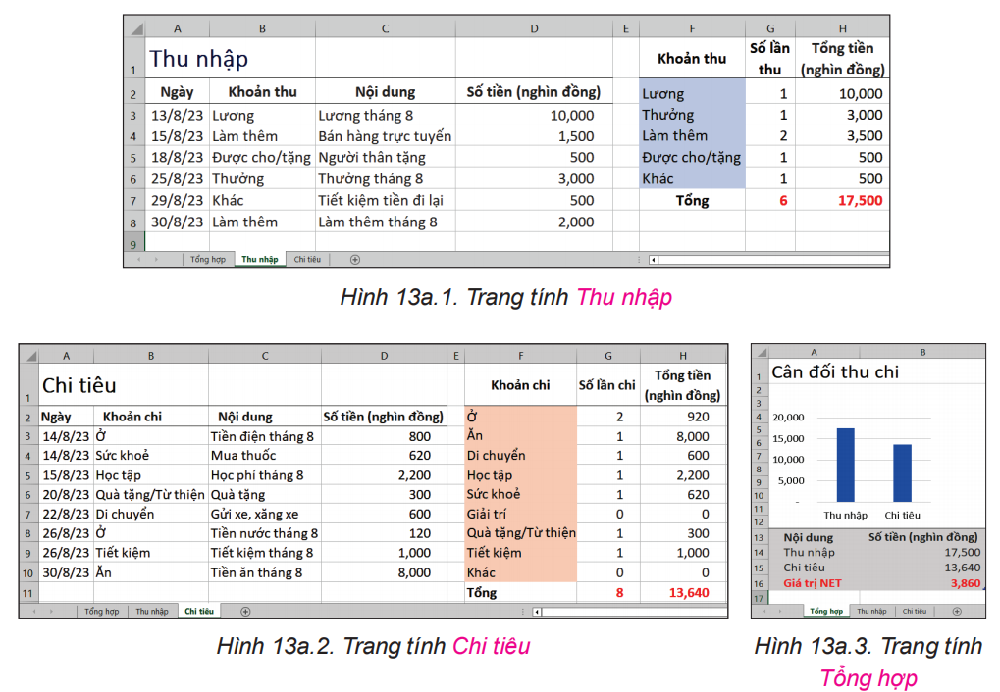 A B C D E F G H
1 Thu nhập Khoản thu Số lần thu Tổng tiền (nghìn đồng)
2 Ngày Khoản thu Nội dung Số tiền (nghìn đồng) Lương 1 10,000
3 13/8/23 Lương Lương tháng 8 10,000 Thưởng 1 3,000
4 15/8/23 Làm thêm Bán hàng trực tuyến 1,500 Làm thêm 2 3,500
5 18/8/23 Được cho/tặng Người thân tặng 500 Được cho/tặng 1 500
6 25/8/23 Thưởng Thưởng tháng 8 3,000 Khác 1 500
7 29/8/23 Khác Tiết kiệm tiền đi lại 500 Tổng 6 17,500
8 30/8/23 Làm thêm Làm thêm tháng 8 2,000
9
Tổng hợp Thu nhập Chi tiêu
Hình 13a.1. Trang tính Thu nhập
A B C D E F G H
1 Chi tiêu Khoản chi Số lần chi Tổng tiền (nghìn đồng)
2 Ngày Khoản chi Nội dung Số tiền (nghìn đồng) Ở 2 920
3 14/8/23 Ở Tiền điện tháng 8 800 Ăn 1 8,000
4 14/8/23 Sức khoẻ Mua thuốc 620 Di chuyển 1 600
5 15/8/23 Học tập Học phí tháng 8 2,200 Học tập 1 2,200
6 20/8/23 Quà tặng/Từ thiện Quà tặng 300 Sức khoẻ 1 620
7 22/8/23 Di chuyển Gửi xe, xăng xe 600 Giải trí 0 0
8 26/8/23 Ở Tiền nước tháng 8 120 Quà tặng/Từ thiện 1 300
9 26/8/23 Tiết kiệm Tiết kiệm tháng 8 1,000 Tiết kiệm 1 1,000
10 30/8/23 Ăn Tiền ăn tháng 8 8,000 Khác 0 0
11 Tổng 8 13,640
Tổng hợp Thu nhập Chi tiêu
Hình 13a.2. Trang tính Chi tiêu
A B
1 Cân đối thu chi
2
3
4 20,000
5
6 15,000
7 10,000
8
9 5,000
10
11 -
12 Thu nhập Chi tiêu
13 Nội dung Số tiền (nghìn đồng)
14 Thu nhập 17,500
15 Chi tiêu 13,640
16 Giá trị NET 3,860
17
Tổng hợp Thu nhập Chi tiêu
Hình 13a.3. Trang tính
Tổng hợp